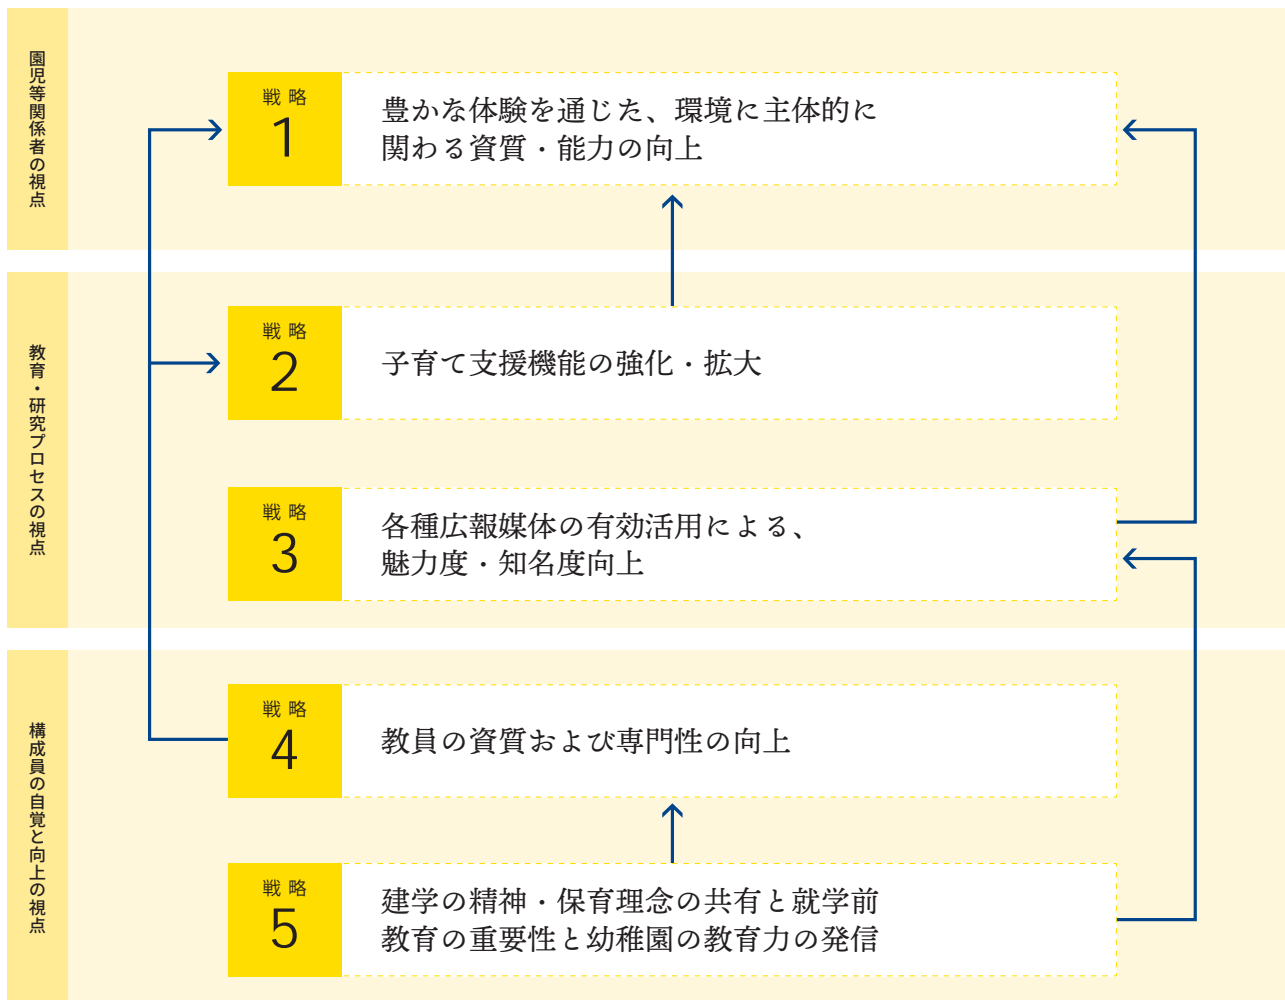 園児等関係者の視点
戦略
1
豊かな体験を通じた、環境に主体的に
関わる資質・能力の向上
教育・研究プロセスの視点
戦略
2
子育て支援機能の強化・拡大
戦略
3
各種広報媒体の有効活用による、
魅力度・知名度向上
構成員の自覚と向上の視点
戦略
4
教員の資質および専門性の向上
戦略
5
建学の精神・保育理念の共有と就学前
教育の重要性と幼稚園の教育力の発信